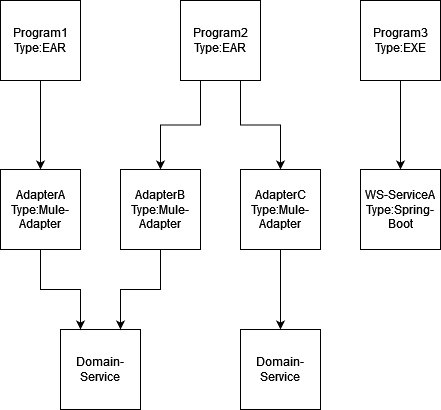 Program1
Type:EAR
Program2
Type:EAR
Program3
Type:EXE
AdapterA
Type:Mule-
Adapter
AdapterB
Type:Mule-
Adapter
AdapterC
Type:Mule-
Adapter
WS-ServiceA
Type:Spring-
Boot
Domain-
Service
Domain-
Service